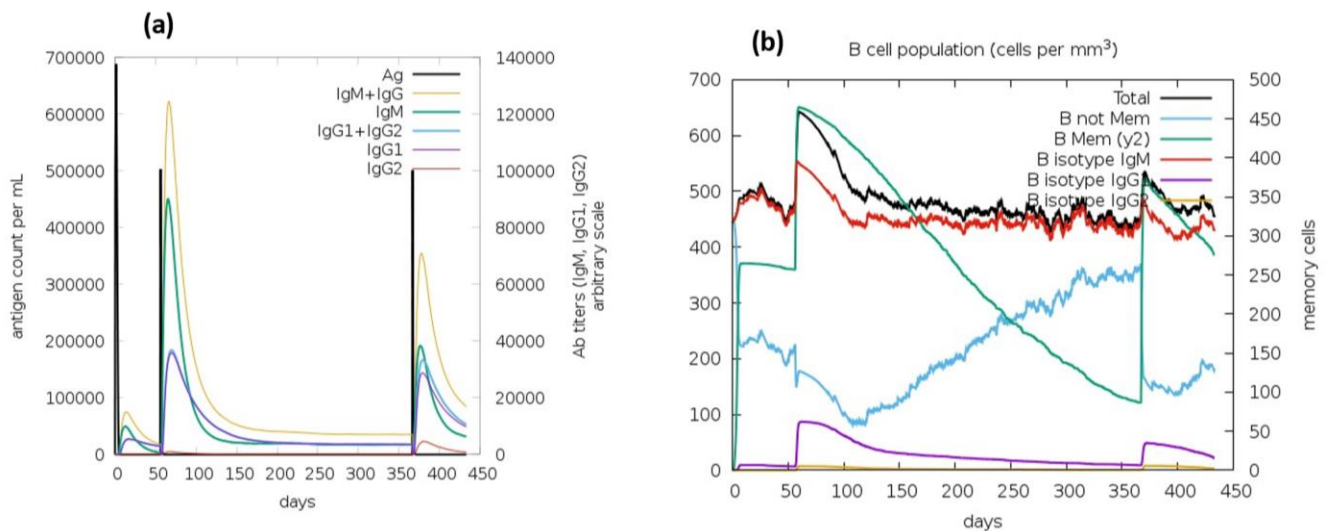 (a)
700000
600000
500000
400000
300000
200000
100000
0
antigen count per mL
0 50 100 150 200 250 300 350 400 450
days
140000
120000
100000
80000
60000
40000
20000
0
Ab titers (IgM, IgG1, IgG2)
arbitrary scale
Ag
IgM+IgG
IgM
IgG1+IgG2
IgG1
IgG2
(b)
B cell population (cells per mm³)
700
600
500
400
300
200
100
0
0 50 100 150 200 250 300 350 400 450
days
500
450
400
350
300
250
200
150
100
50
0
memory cells
Total
B not Mem
B Mem (y2)
B isotype IgM
B isotype IgG1
B isotype IgG2